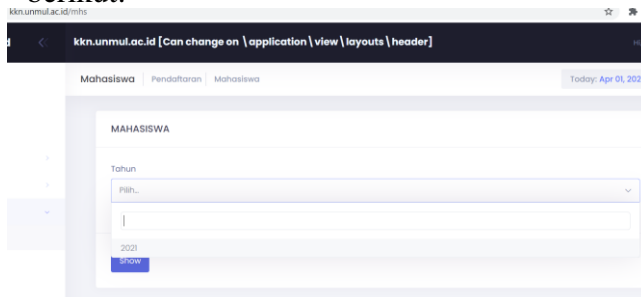 kkn.unmul.ac.id/mhs
kkn.unmul.ac.id [Can change on \application\view\layouts\header]
Mahasiswa Pendaftaran Mahasiswa
Today: Apr 01, 202
MAHASISWA
Tahun
Pilih...
2021
Show